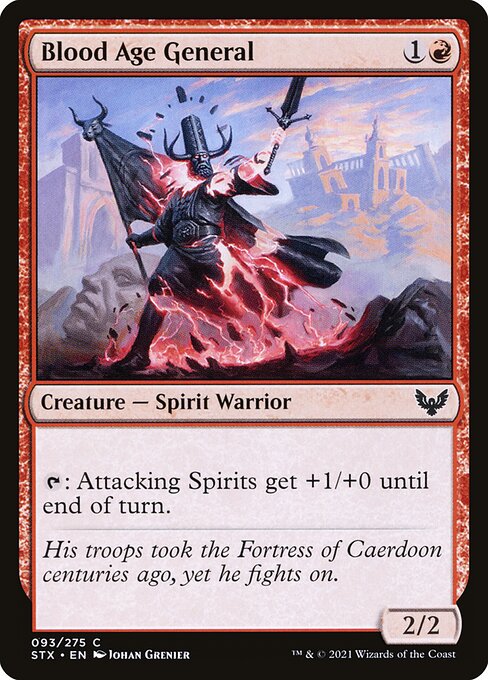 Blood Age General 1
Creature — Spirit Warrior
: Attacking Spirits get +1/+0 until
end of turn.
His troops took the Fortress of Caerdoon
centuries ago, yet he fights on.
2/2
093/275 C
STX • EN Johan Grenier ™ & © 2021 Wizards of the Coast